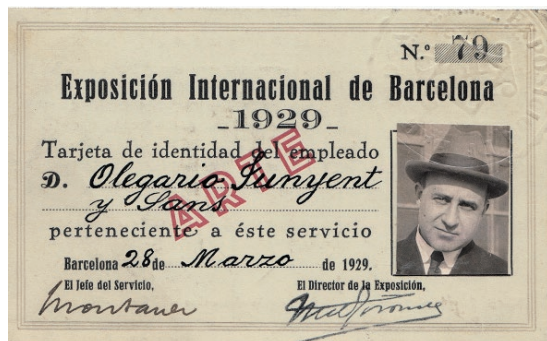 N.º 79
Exposición Internacional de Barcelona
-1929-
Tarjeta de identidad del empleado
D. Olegario Junyent
y Sans
ARTE
perteneciente a éste servicio
Barcelona 28 de Marzo de 1929.
El Jefe del Servicio, El Director de la Exposición,
Montaner